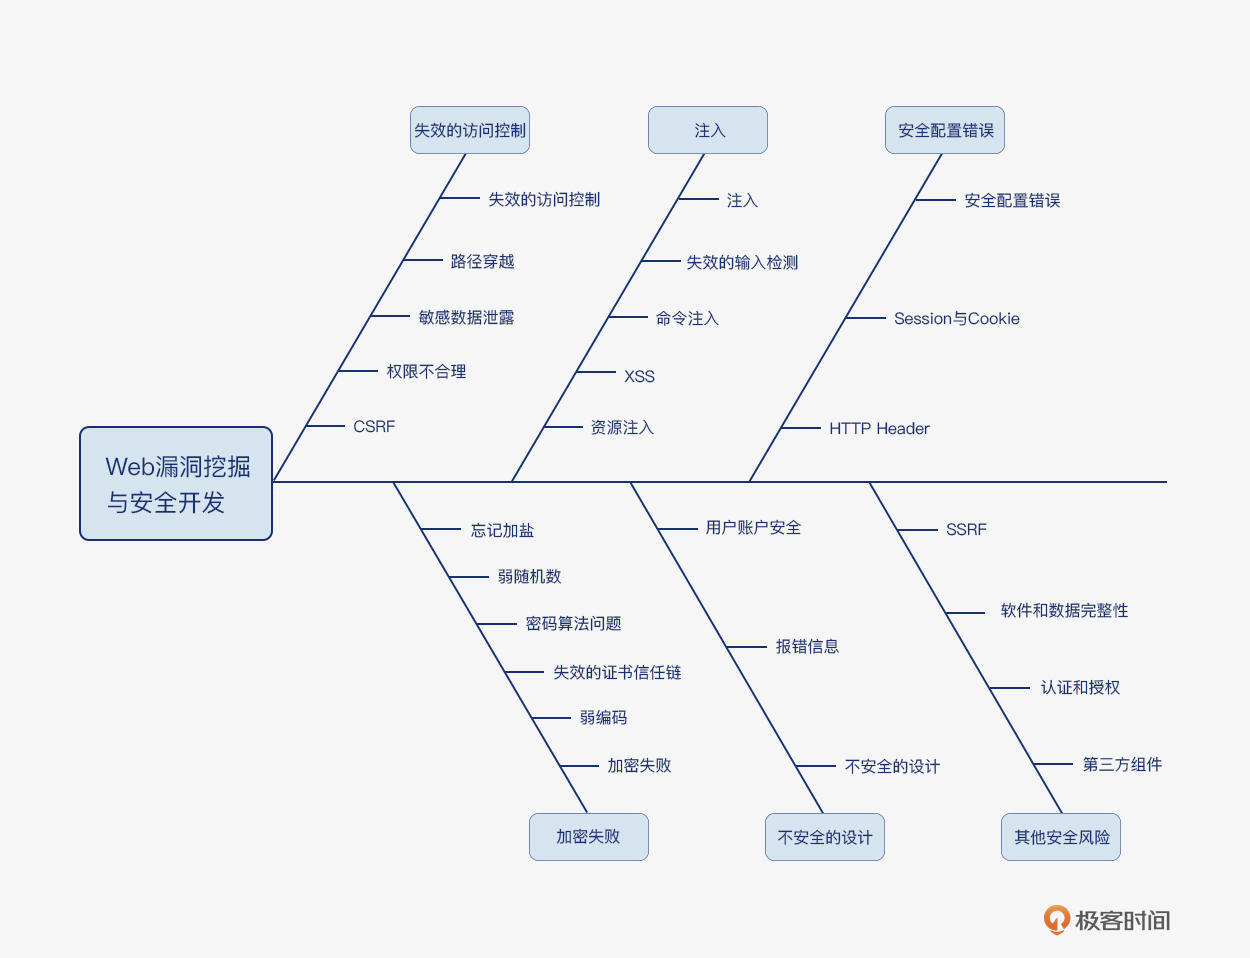 失效的访问控制
注入
安全配置错误
失效的访问控制
路径穿越
敏感数据泄露
权限不合理
CSRF
注入
失效的输入检测
命令注入
XSS
资源注入
安全配置错误
Session与Cookie
HTTP Header
Web漏洞挖掘
与安全开发
忘记加盐
弱随机数
密码算法问题
失效的证书信任链
弱编码
加密失败
用户账户安全
报错信息
不安全的设计
SSRF
软件和数据完整性
认证和授权
第三方组件
加密失败
不安全的设计
其他安全风险
极客时间